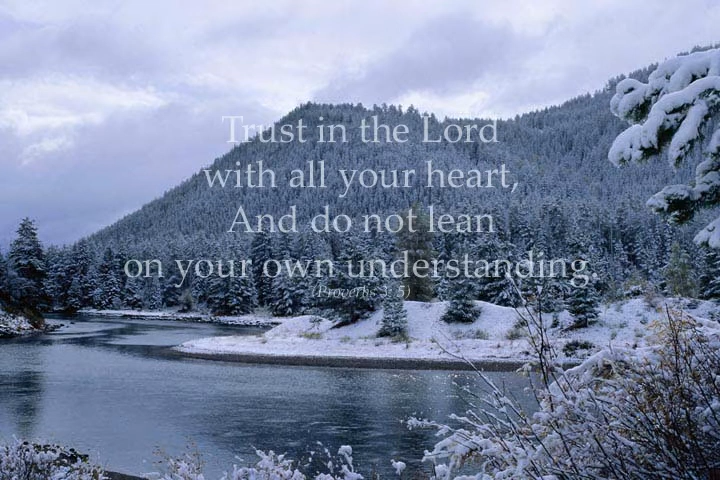 Trust in the Lord
with all your heart,
And do not lean
on your own understanding.
(Proverbs 3:5)